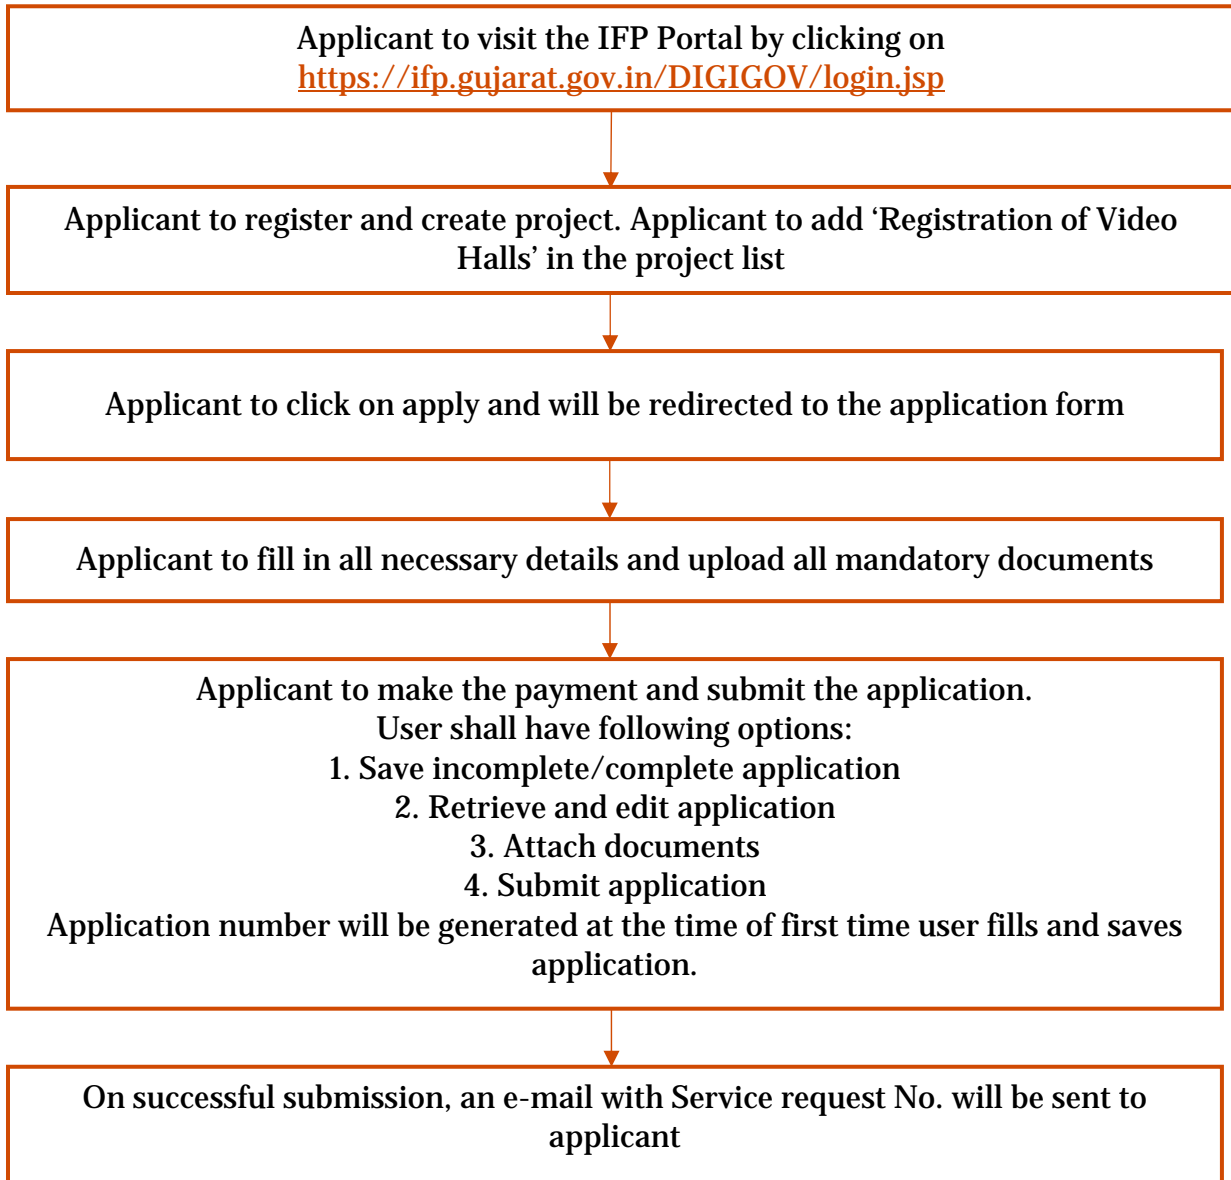 Applicant to visit the IFP Portal by clicking on
https://ifp.gujarat.gov.in/DIGIGOV/login.jsp
Applicant to register and create project. Applicant to add ‘Registration of Video
Halls’ in the project list
Applicant to click on apply and will be redirected to the application form
Applicant to fill in all necessary details and upload all mandatory documents
Applicant to make the payment and submit the application.
User shall have following options:
1. Save incomplete/complete application
2. Retrieve and edit application
3. Attach documents
4. Submit application
Application number will be generated at the time of first time user fills and saves
application.
On successful submission, an e-mail with Service request No. will be sent to
applicant